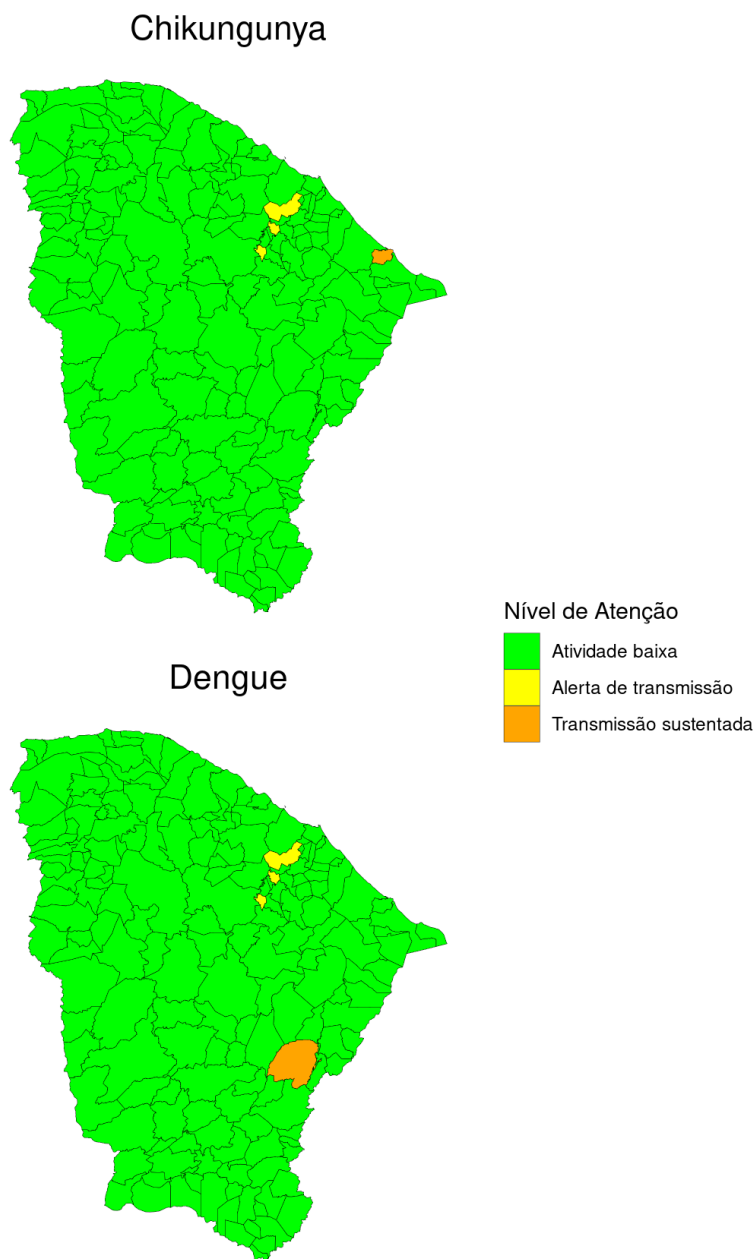 Chikungunya
Nível de Atenção
Atividade baixa
Alerta de transmissão
Transmissão sustentada
Dengue